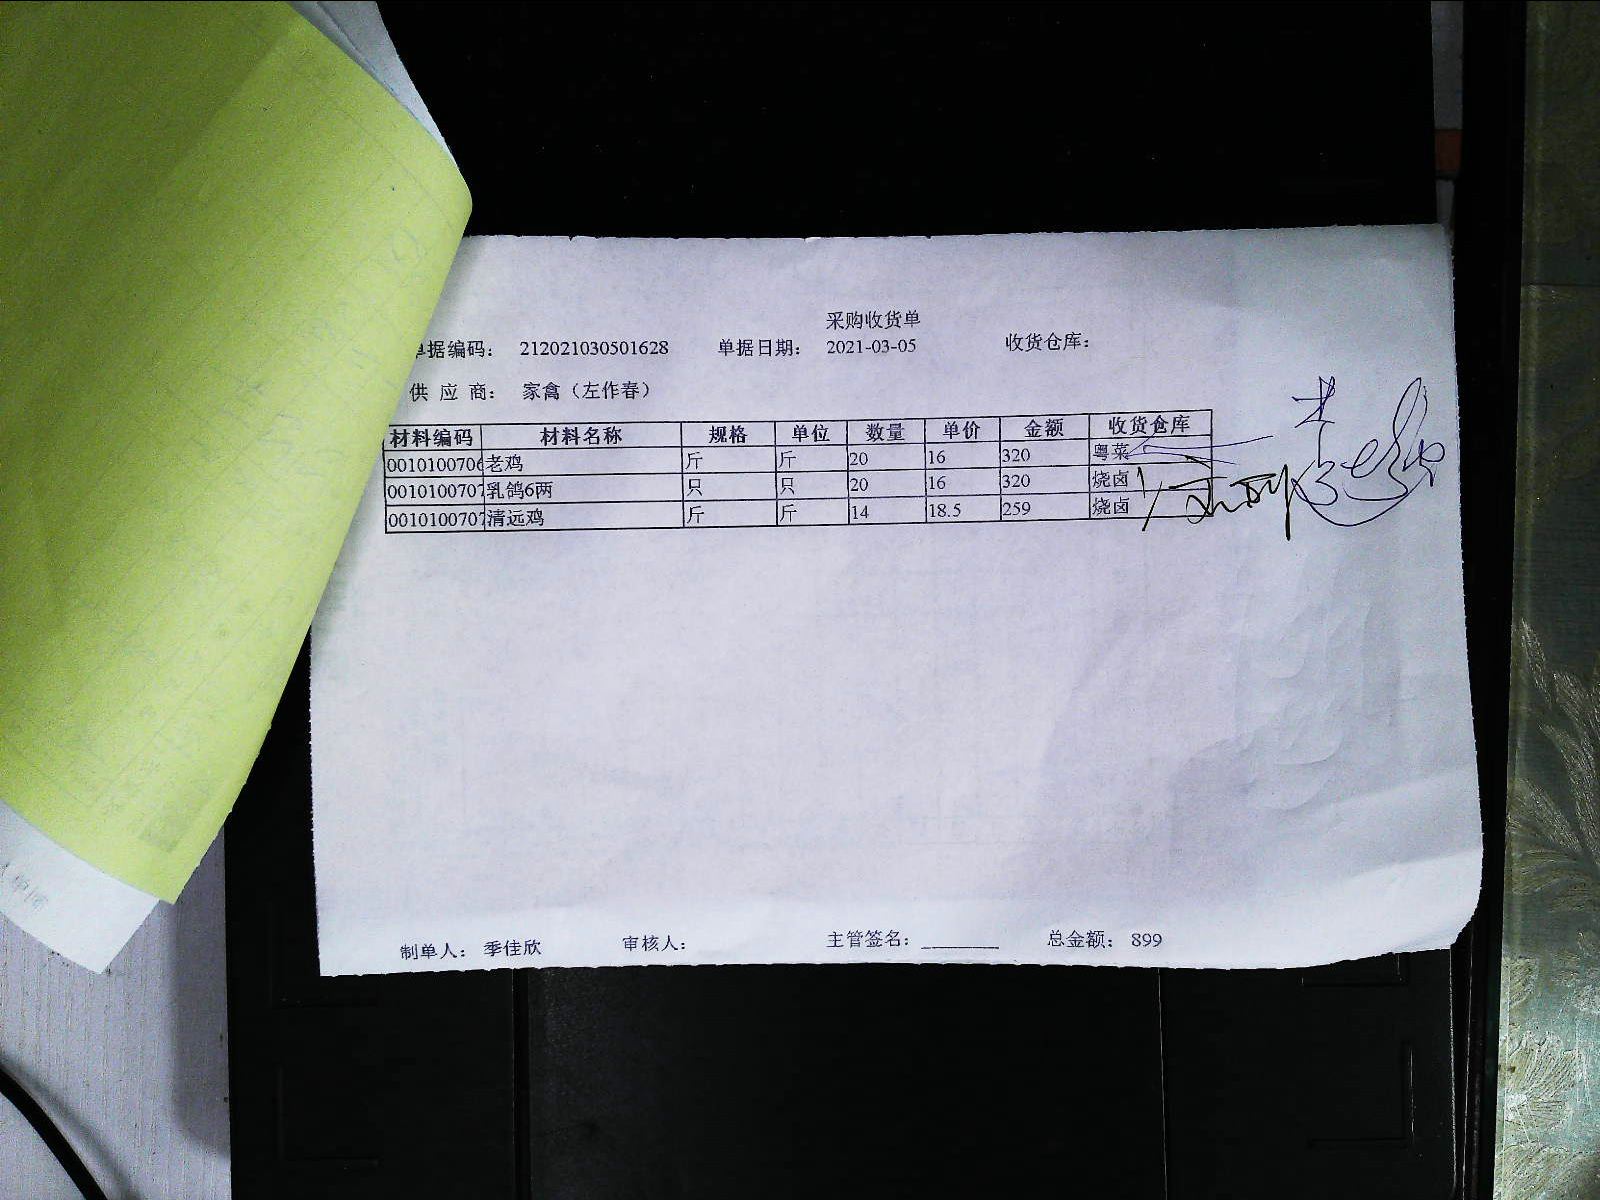 采购收货单
单据编码： 212021030501628 单据日期： 2021-03-05 收货仓库：
供 应 商： 家禽（左作春）
材料编码 材料名称 规格 单位 数量 单价 金额 收货仓库
0010100706 老鸡 斤 斤 20 16 320 粤菜
0010100707 乳鸽6两 只 只 20 16 320 烧卤
0010100707 清远鸡 斤 斤 14 18.5 259 烧卤
制单人： 季佳欣 审核人： 主管签名：________ 总金额： 899